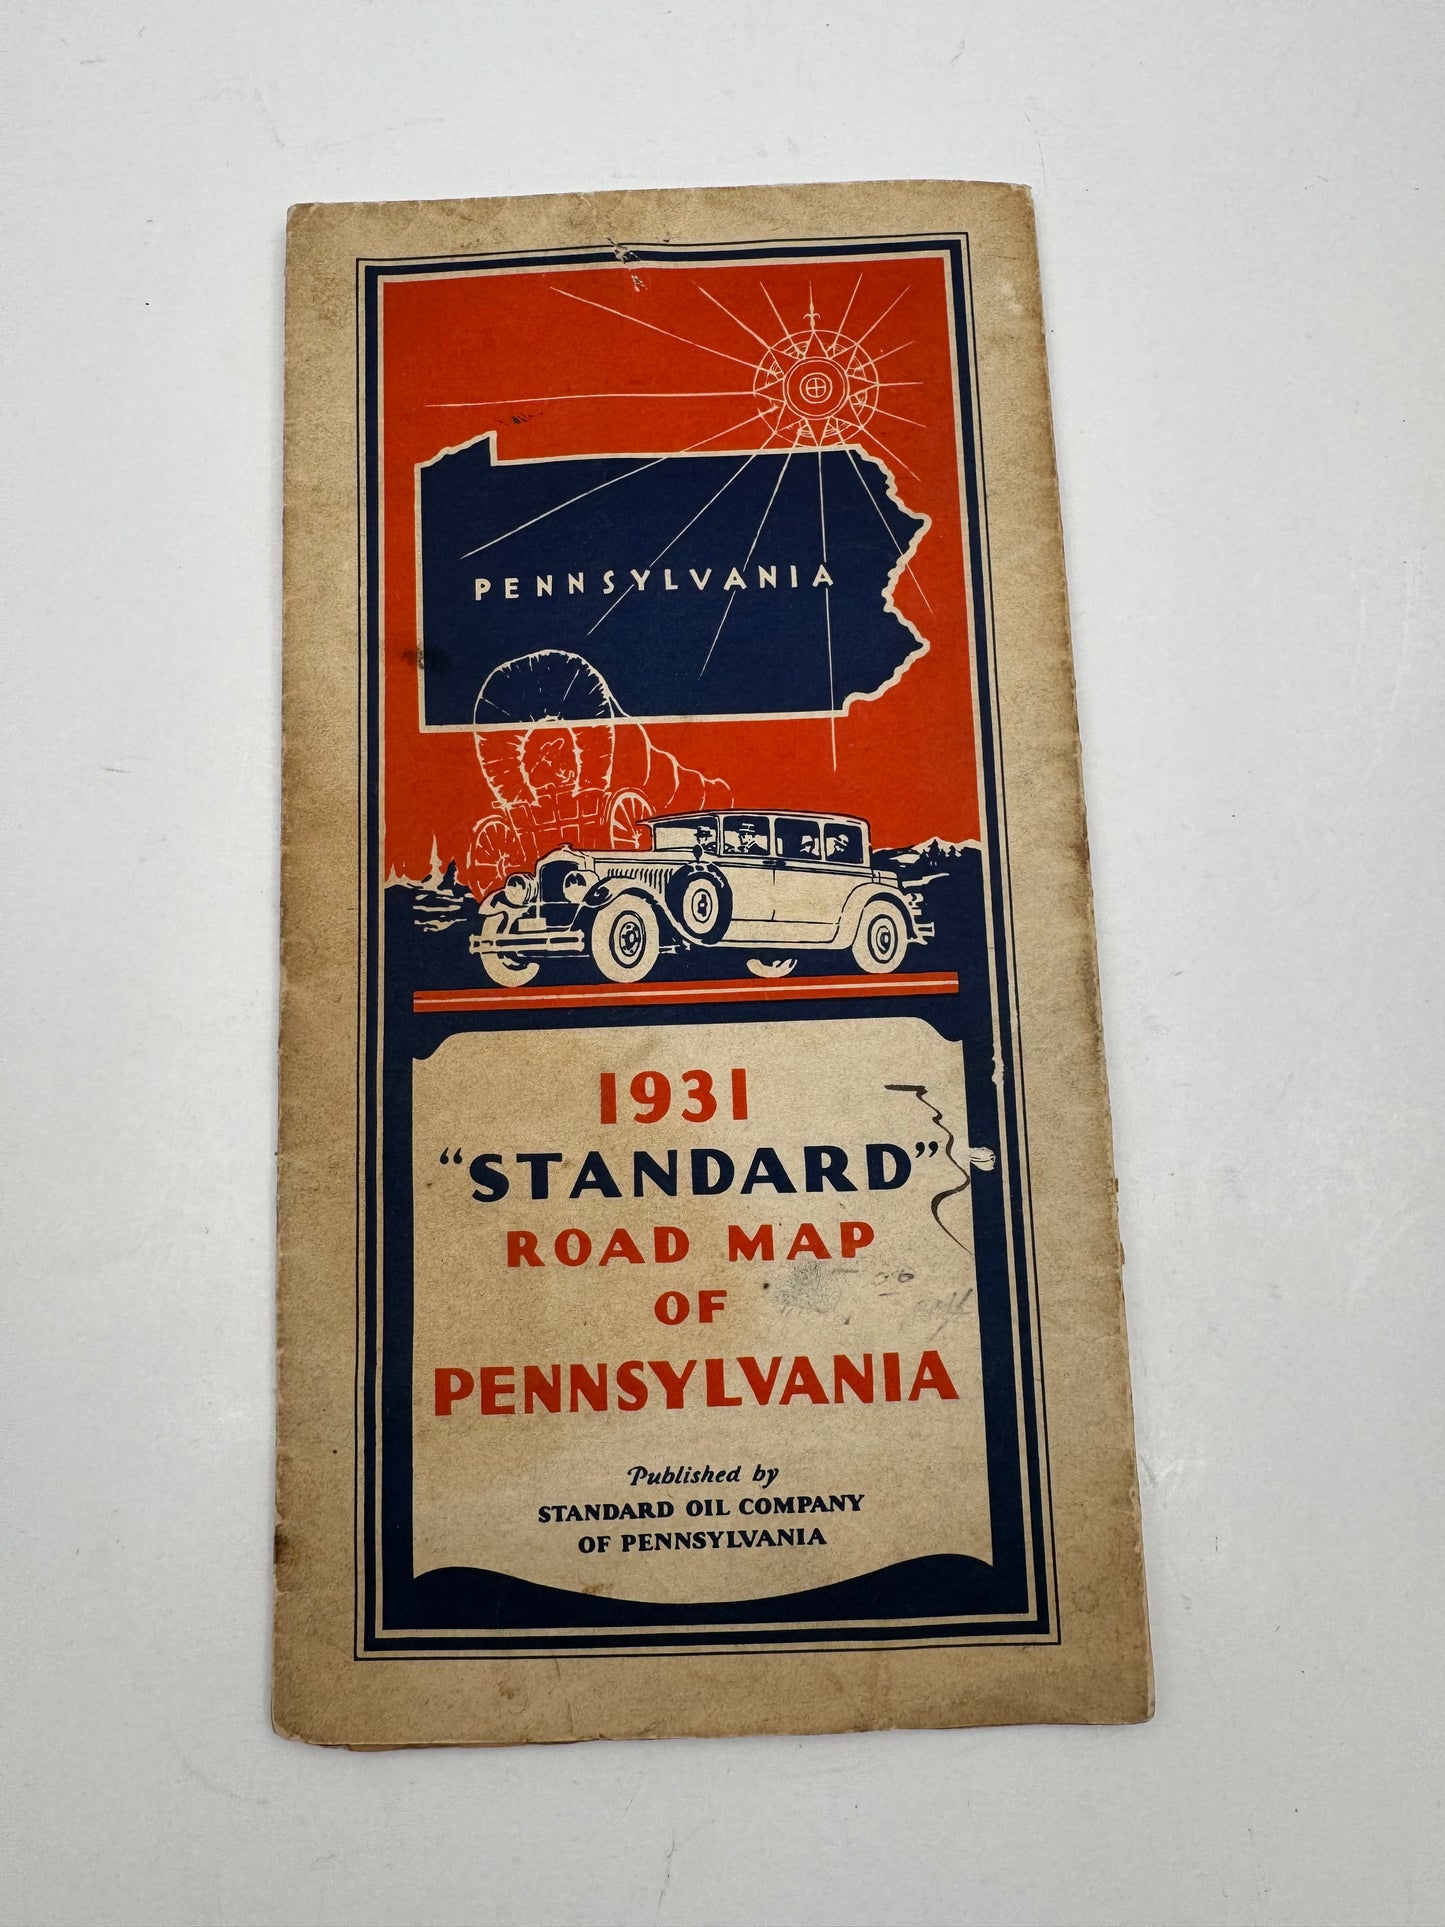 PENNSYLVANIA
1931
“STANDARD”
ROAD MAP
OF
PENNSYLVANIA
Published by
STANDARD OIL COMPANY
OF PENNSYLVANIA